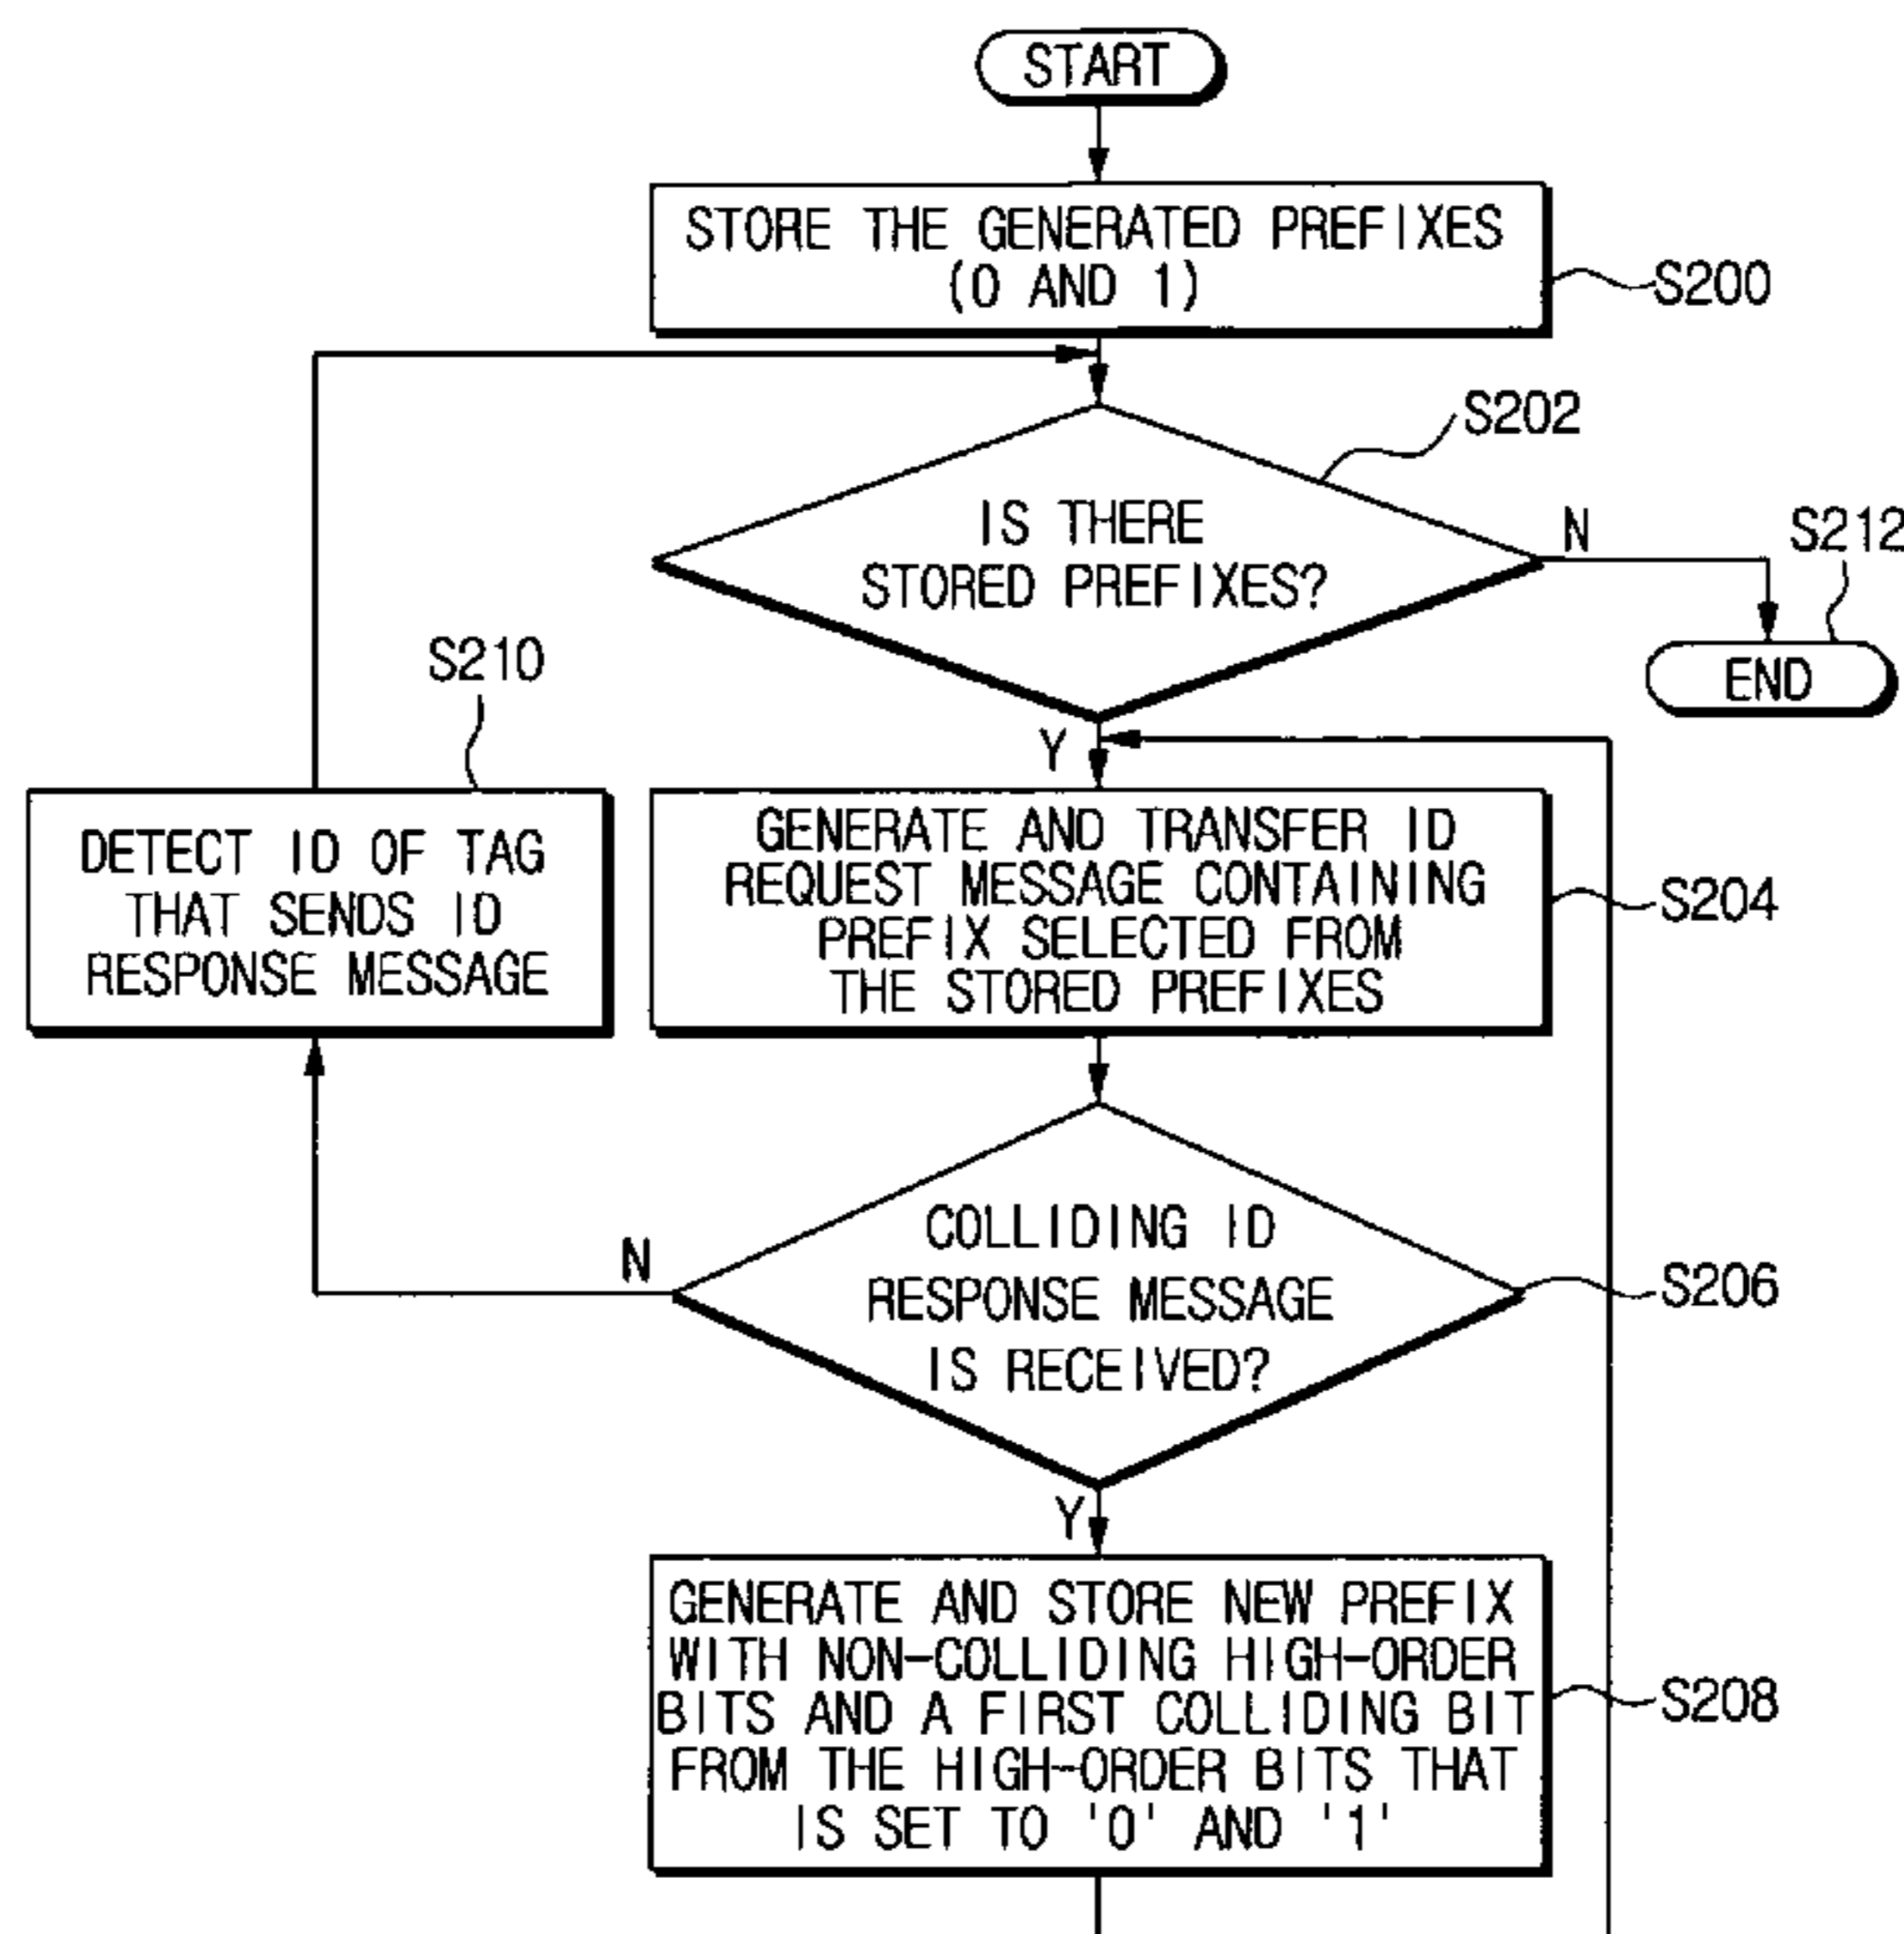 START
STORE THE GENERATED PREFIXES
(0 AND 1)
S200
S202
IS THERE
STORED PREFIXES?
N
S212
END
S210
Y
DETECT ID OF TAG
THAT SENDS ID
RESPONSE MESSAGE
GENERATE AND TRANSFER ID
REQUEST MESSAGE CONTAINING
PREFIX SELECTED FROM
THE STORED PREFIXES
S204
N
COLLIDING ID
RESPONSE MESSAGE
IS RECEIVED?
S206
Y
GENERATE AND STORE NEW PREFIX
WITH NON-COLLIDING HIGH-ORDER
BITS AND A FIRST COLLIDING BIT
FROM THE HIGH-ORDER BITS THAT
IS SET TO '0' AND '1'
S208